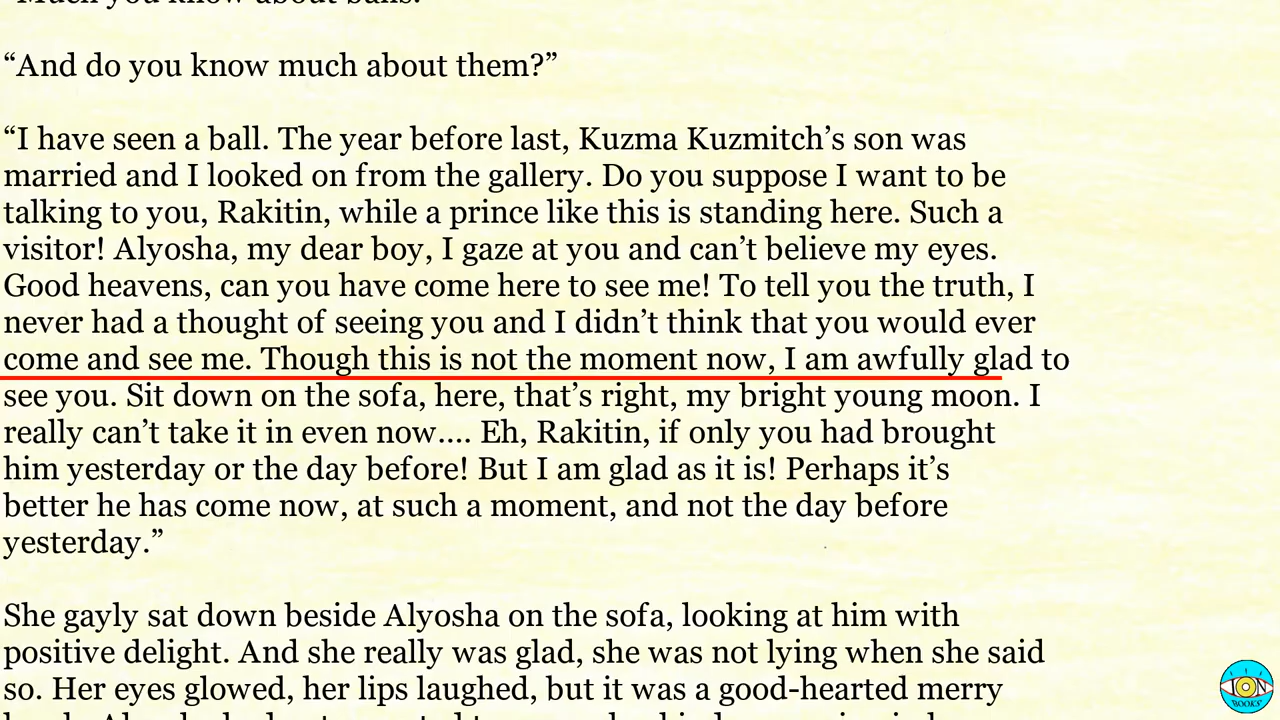 “Much you know about balls.”
“And do you know much about them?”
“I have seen a ball. The year before last, Kuzma Kuzmitch’s son was
married and I looked on from the gallery. Do you suppose I want to be
talking to you, Rakitin, while a prince like this is standing here. Such a
visitor! Alyosha, my dear boy, I gaze at you and can’t believe my eyes.
Good heavens, can you have come here to see me! To tell you the truth, I
never had a thought of seeing you and I didn’t think that you would ever
come and see me. Though this is not the moment now, I am awfully glad to
see you. Sit down on the sofa, here, that’s right, my bright young moon. I
really can’t take it in even now.... Eh, Rakitin, if only you had brought
him yesterday or the day before! But I am glad as it is! Perhaps it’s
better he has come now, at such a moment, and not the day before
yesterday.”
She gayly sat down beside Alyosha on the sofa, looking at him with
positive delight. And she really was glad, she was not lying when she said
so. Her eyes glowed, her lips laughed, but it was a good-hearted merry
ION
BOOKS